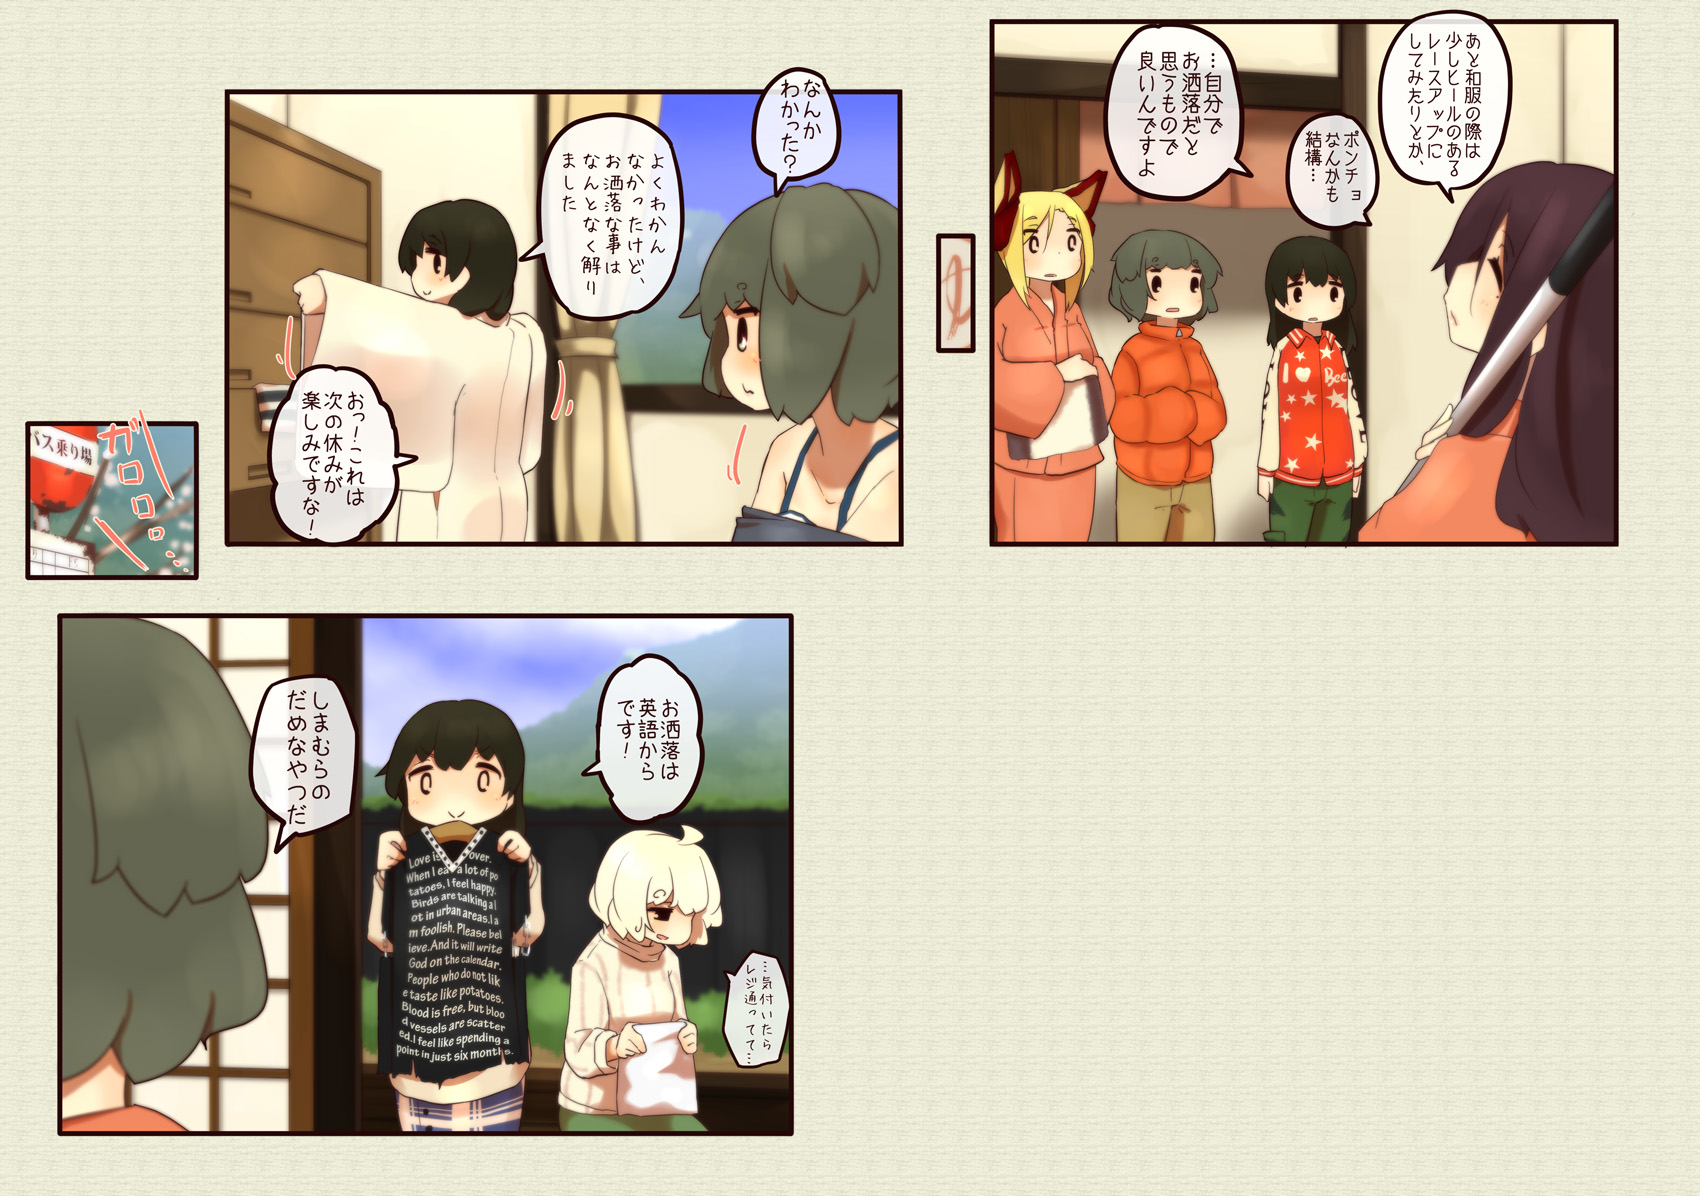 あと和服の際は
少しヒールのある
レースアップに
してみたりとか、
ポンチョ
なんかも
結構…
…自分で
お洒落だと
思うもので
良いんですよ
I ♥ Bee
なんか
わかった?
よくわかん
なかったけど、
お洒落な事は
なんとなく解り
ました
おっ!これは
次の休みが
楽しみですな!
バス乗り場
ガロロロ…
お洒落は
英語から
です!
しまむらの
だめなやつだ
Love is over.
When I eat a lot of po
tatoes, I feel happy.
Birds are talking a l
ot in urban areas.I a
m foolish. Please bel
ieve.And it will write
God on the calendar.
People who do not lik
e taste like potatoes.
Blood is free, but bloo
d vessels are scatter
ed.I feel like spending a
point in just six months.
…気付いたら
レジ通ってて…